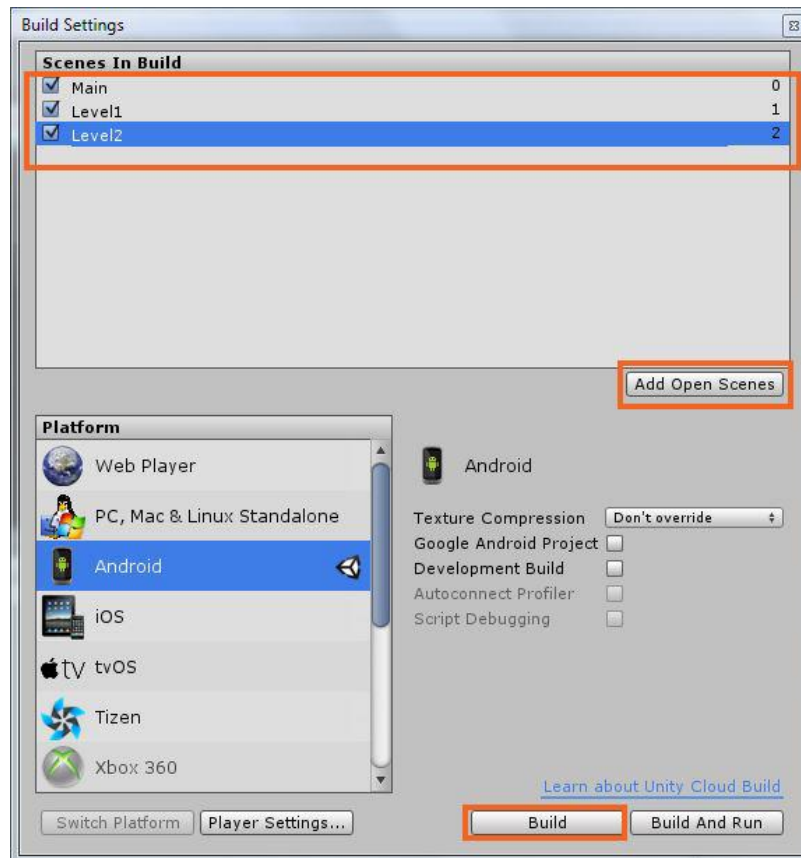 Build Settings
Scenes In Build
Main 0
Level1 1
Level2 2
Add Open Scenes
Platform
Web Player
PC, Mac & Linux Standalone
Android
iOS
tv tvOS
Tizen
Xbox 360
Android
Texture Compression Don't override
Google Android Project
Development Build
Autoconnect Profiler
Script Debugging
Learn about Unity Cloud Build
Switch Platform Player Settings... Build Build And Run